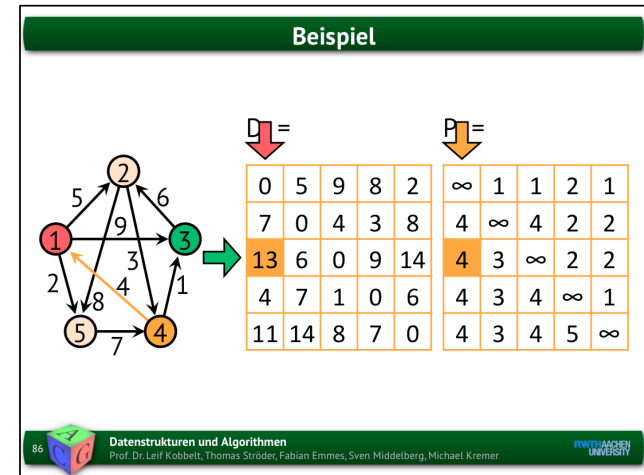 Beispiel
D =
P =
2
5
6
9
1
3
3
2
4
1
8
5
7
4
0 5 9 8 2
7 0 4 3 8
13 6 0 9 14
4 7 1 0 6
11 14 8 7 0
∞ 1 1 2 1
4 ∞ 4 2 2
4 3 ∞ 2 2
4 3 4 ∞ 1
4 3 4 5 ∞
86
A
C
G
Datenstrukturen und Algorithmen
Prof. Dr. Leif Kobbelt, Thomas Ströder, Fabian Emmes, Sven Middelberg, Michael Kremer
RWTHAACHEN
UNIVERSITY